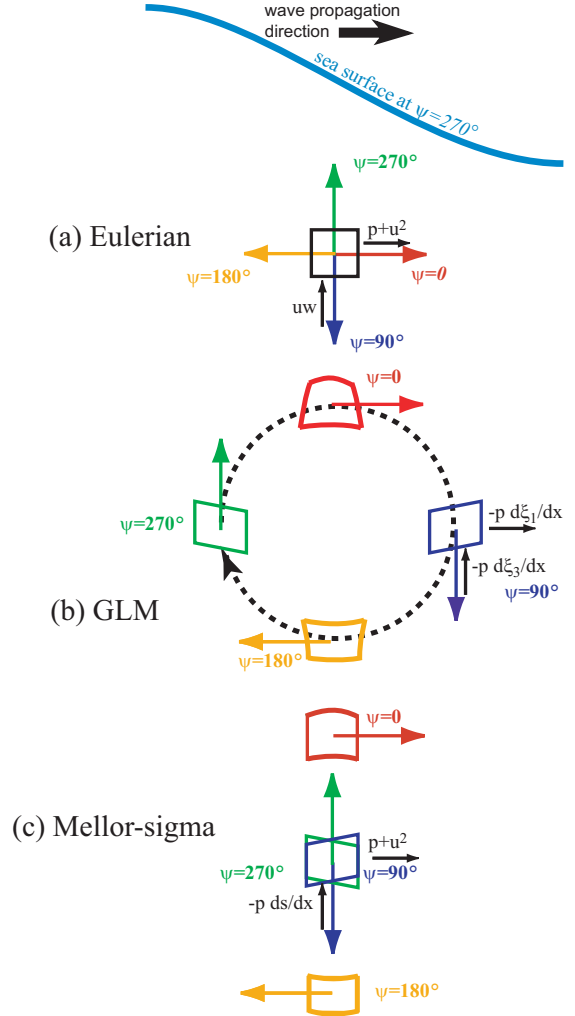 wave propagation
direction
sea surface at ψ=270°
ψ=270°
(a) Eulerian
p+u²
ψ=180°
ψ=0
uw
ψ=90°
ψ=0
-p dξ₁/dx
ψ=270°
-p dξ₃/dx
ψ=90°
(b) GLM
ψ=180°
ψ=0
(c) Mellor-sigma
p+u²
ψ=270°
ψ=90°
-p ds/dx
ψ=180°